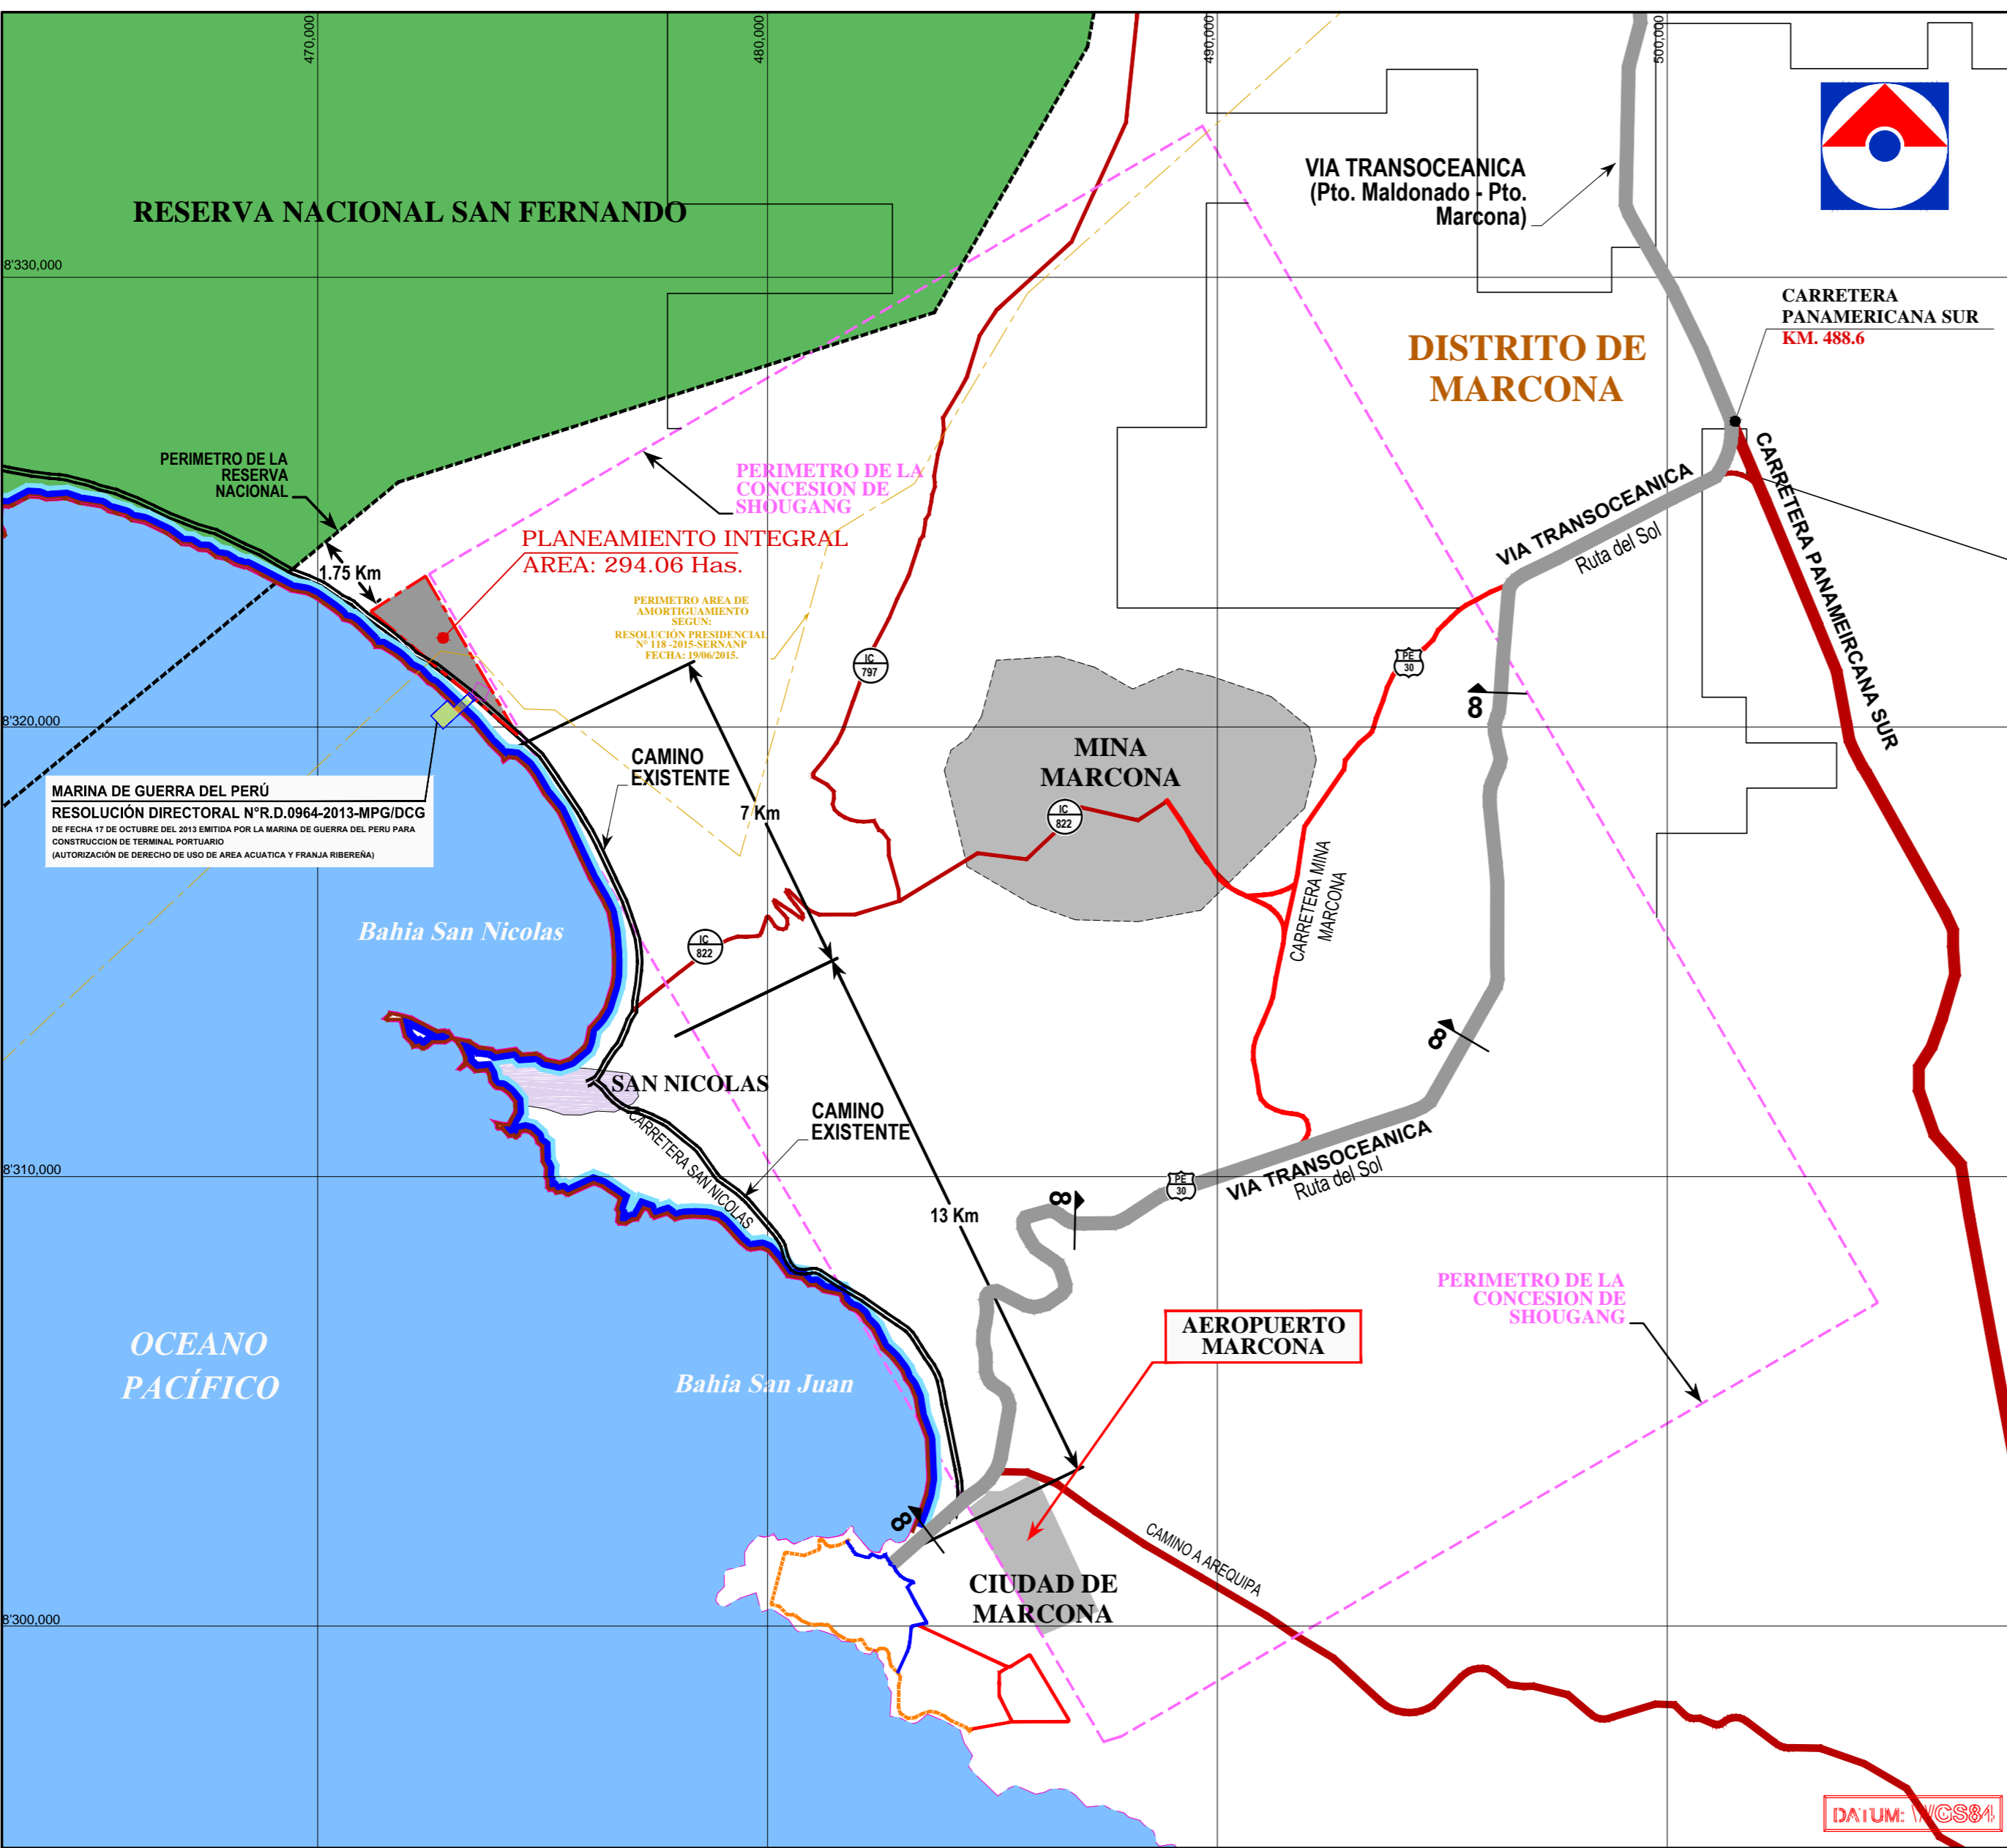 470,000
480,000
490,000
500,000
RESERVA NACIONAL SAN FERNANDO
VIA TRANSOCEANICA
(Pto. Maldonado - Pto.
Marcona)
8'330,000
CARRETERA
PANAMERICANA SUR
KM. 488.6
DISTRITO DE
MARCONA
PERIMETRO DE LA
RESERVA
NACIONAL
PERIMETRO DE LA
CONCESION DE
SHOUGANG
CARRETERA PANAMEIRCANA SUR
VIA TRANSOCEANICA
Ruta del Sol
PLANEAMIENTO INTEGRAL
AREA: 294.06 Has.
1.75 Km
PERIMETRO AREA DE
AMORTIGUAMIENTO
SEGUN:
RESOLUCIÓN PRESIDENCIAL
N° 118 -2015-SERNANP
FECHA: 19/06/2015.
IC
797
PE
30
8
8'320,000
MINA
MARCONA
CAMINO
EXISTENTE
MARINA DE GUERRA DEL PERÚ
RESOLUCIÓN DIRECTORAL N°R.D.0964-2013-MPG/DCG
DE FECHA 17 DE OCTUBRE DEL 2013 EMITIDA POR LA MARINA DE GUERRA DEL PERU PARA
CONSTRUCCION DE TERMINAL PORTUARIO
(AUTORIZACIÓN DE DERECHO DE USO DE AREA ACUATICA Y FRANJA RIBEREÑA)
7 Km
IC
822
CARRETERA MINA
MARCONA
Bahia San Nicolas
IC
822
8
SAN NICOLAS
CAMINO
EXISTENTE
CARRETERA SAN NICOLAS
VIA TRANSOCEANICA
Ruta del Sol
8'310,000
PE
30
8
13 Km
PERIMETRO DE LA
CONCESION DE
SHOUGANG
AEROPUERTO
MARCONA
OCEANO
PACÍFICO
Bahia San Juan
8
CAMINO A AREQUIPA
CIUDAD DE
MARCONA
8'300,000
DATUM: WGS84